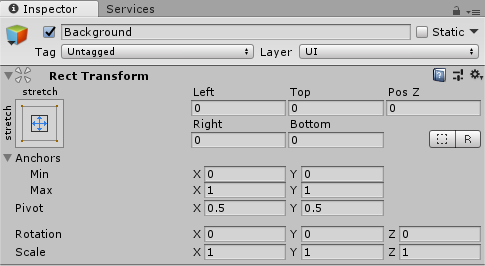 Inspector Services
Background Static
Tag Untagged Layer UI
Rect Transform
stretch
stretch
Left Top Pos Z
0 0 0
Right Bottom
0 0 R
Anchors
Min X 0 Y 0
Max X 1 Y 1
Pivot X 0.5 Y 0.5
Rotation X 0 Y 0 Z 0
Scale X 1 Y 1 Z 1